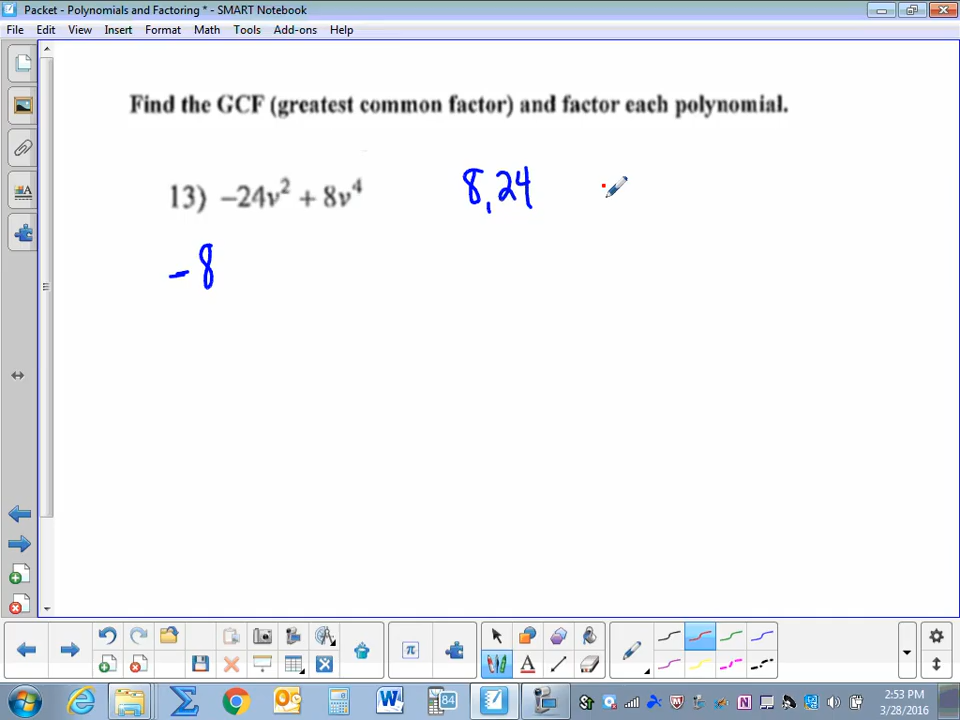 Packet - Polynomials and Factoring * - SMART Notebook
File Edit View Insert Format Math Tools Add-ons Help
Find the GCF (greatest common factor) and factor each polynomial.
13) −24v² + 8v⁴ 8,24
−8
π
A
84
N
2:53 PM
3/28/2016